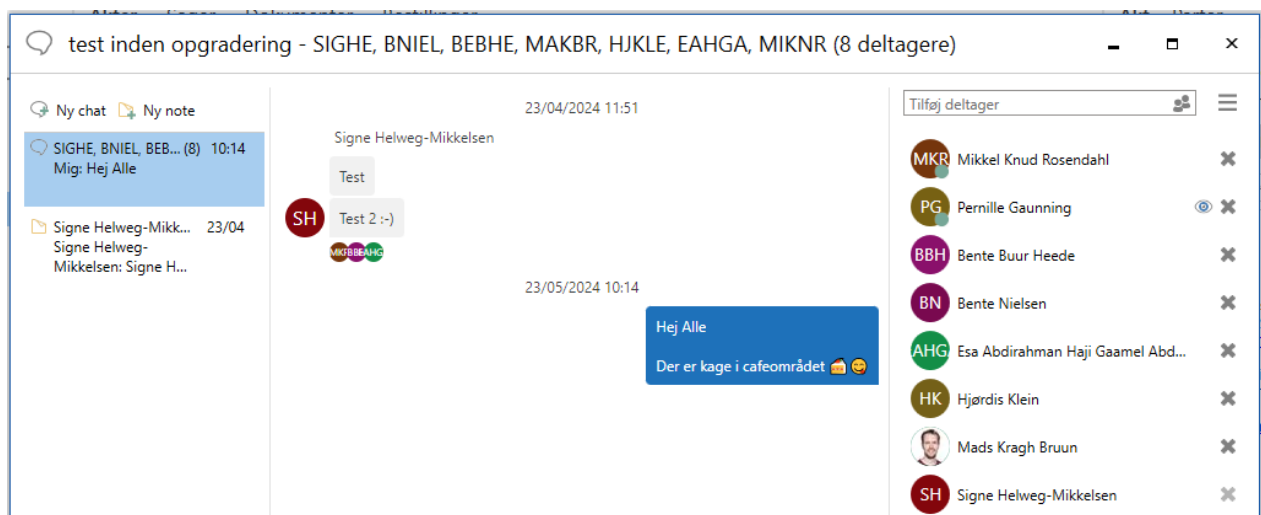 test inden opgradering - SIGHE, BNIEL, BEBHE, MAKBR, HJKLE, EAHGA, MIKNR (8 deltagere)
Ny chat Ny note
SIGHE, BNIEL, BEB... (8) 10:14
Mig: Hej Alle
Signe Helweg-Mikk... 23/04
Signe Helweg-
Mikkelsen: Signe H...
23/04/2024 11:51
Signe Helweg-Mikkelsen
Test
SH Test 2 :-)
23/05/2024 10:14
Hej Alle
Der er kage i cafeområdet 🍰 😋
Tilføj deltager
MKR Mikkel Knud Rosendahl
PG Pernille Gaunning
BBH Bente Buur Heede
BN Bente Nielsen
AHG Esa Abdirahman Haji Gaamel Abd...
HK Hjørdis Klein
Mads Kragh Bruun
SH Signe Helweg-Mikkelsen